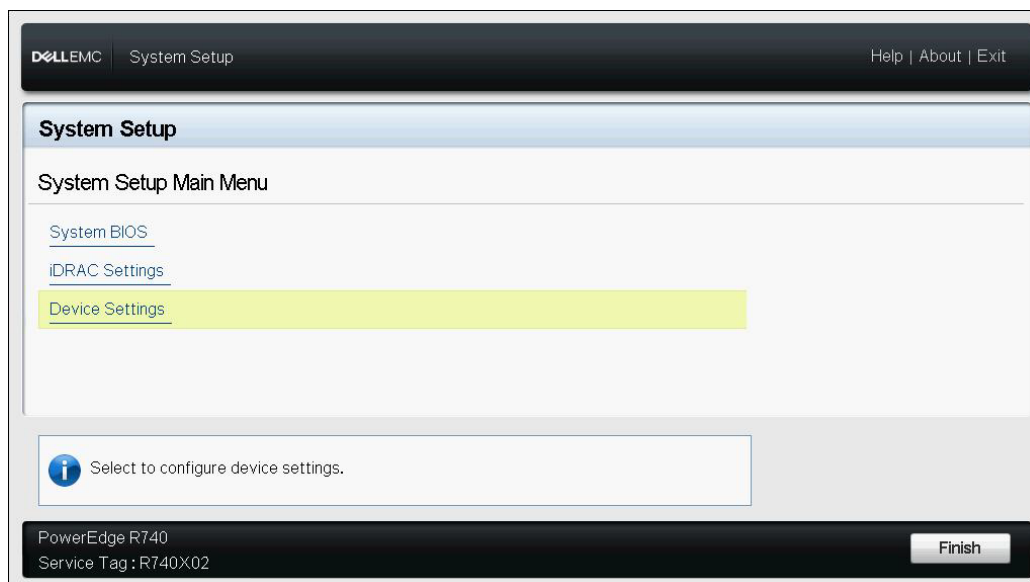 DELLEMC System Setup Help | About | Exit
System Setup
System Setup Main Menu
System BIOS
iDRAC Settings
Device Settings
Select to configure device settings.
PowerEdge R740
Service Tag : R740X02
Finish